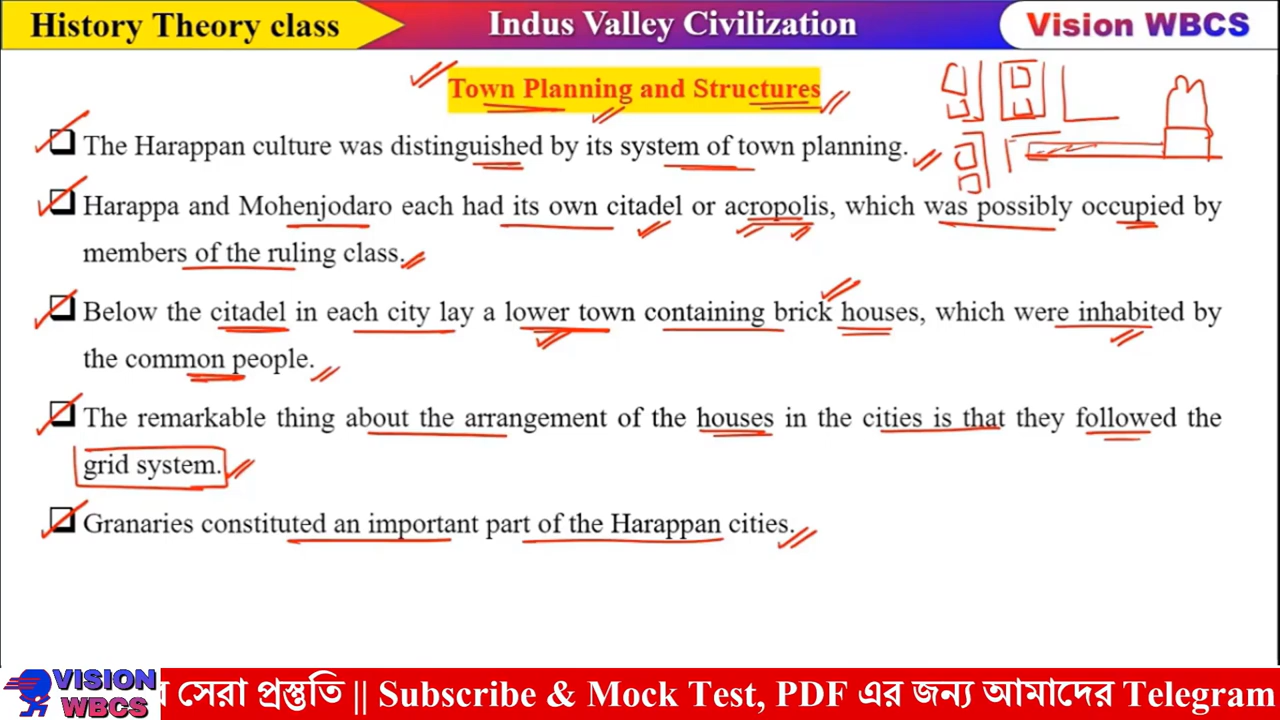 History Theory class
Indus Valley Civilization
Vision WBCS
Town Planning and Structures
The Harappan culture was distinguished by its system of town planning.
Harappa and Mohenjodaro each had its own citadel or acropolis, which was possibly occupied by
members of the ruling class.
Below the citadel in each city lay a lower town containing brick houses, which were inhabited by
the common people.
The remarkable thing about the arrangement of the houses in the cities is that they followed the
grid system.
Granaries constituted an important part of the Harappan cities.
VISION
WBCS
র সেরা প্রস্তুতি || Subscribe & Mock Test, PDF এর জন্য আমাদের Telegram